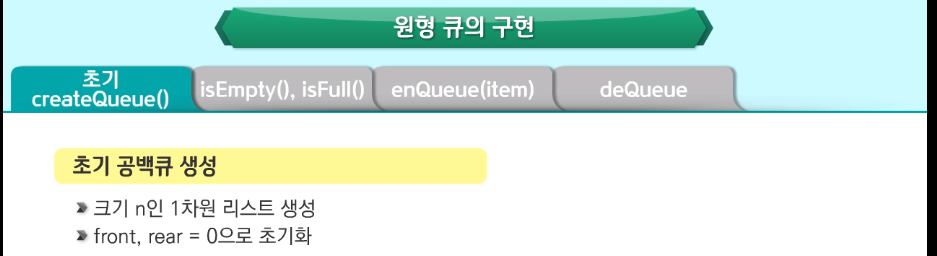 원형 큐의 구현
초기
createQueue()
isEmpty(), isFull()
enQueue(item)
deQueue
초기 공백큐 생성
크기 n인 1차원 리스트 생성
front, rear = 0으로 초기화